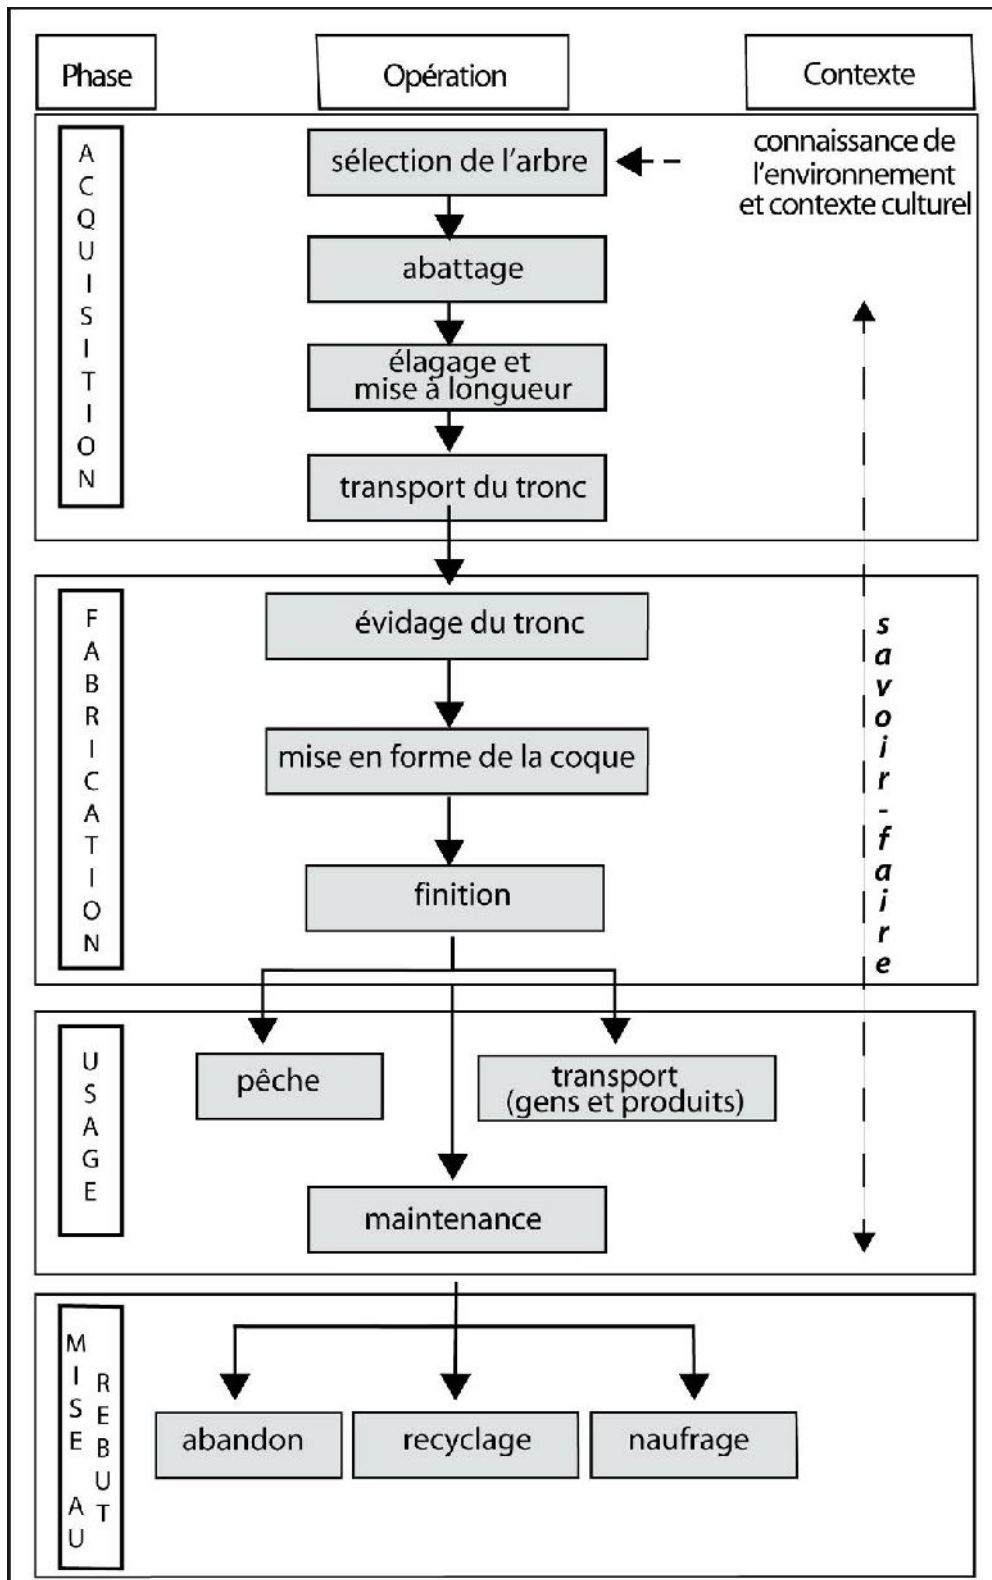 Phase
Opération
Contexte
ACQUISITION
sélection de l'arbre
connaissance de
l'environnement
et contexte culturel
abattage
élagage et
mise à longueur
transport du tronc
FABRICATION
évidage du tronc
mise en forme de la coque
finition
savoir-faire
USAGE
pêche
transport
(gens et produits)
maintenance
MISE AU
REBUT
abandon
recyclage
naufrage